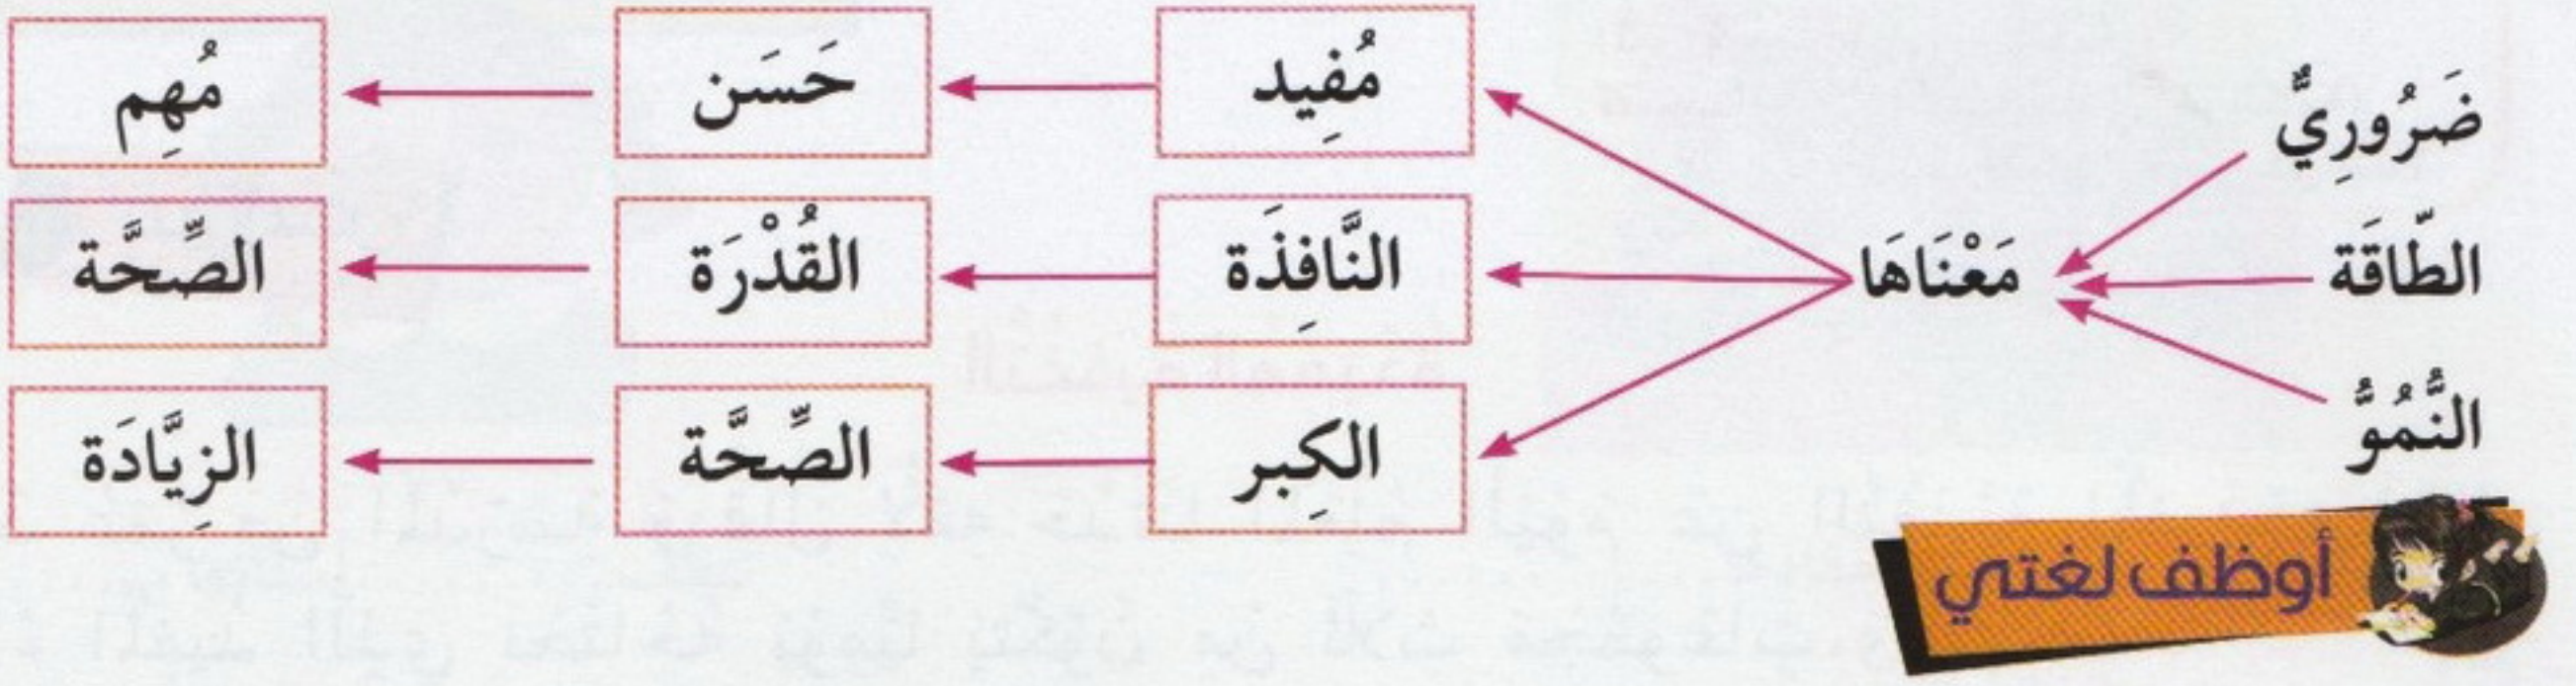 ضَرُورِيٌّ
مُفِيد
حَسَن
مُهِم
الطَّاقَة
مَعْنَاهَا
النَّافِذَة
القُدْرَة
الصِّحَّة
النُّمُوُّ
الكِبر
الصِّحَّة
الزِيَّادَة
أوظف لغتي